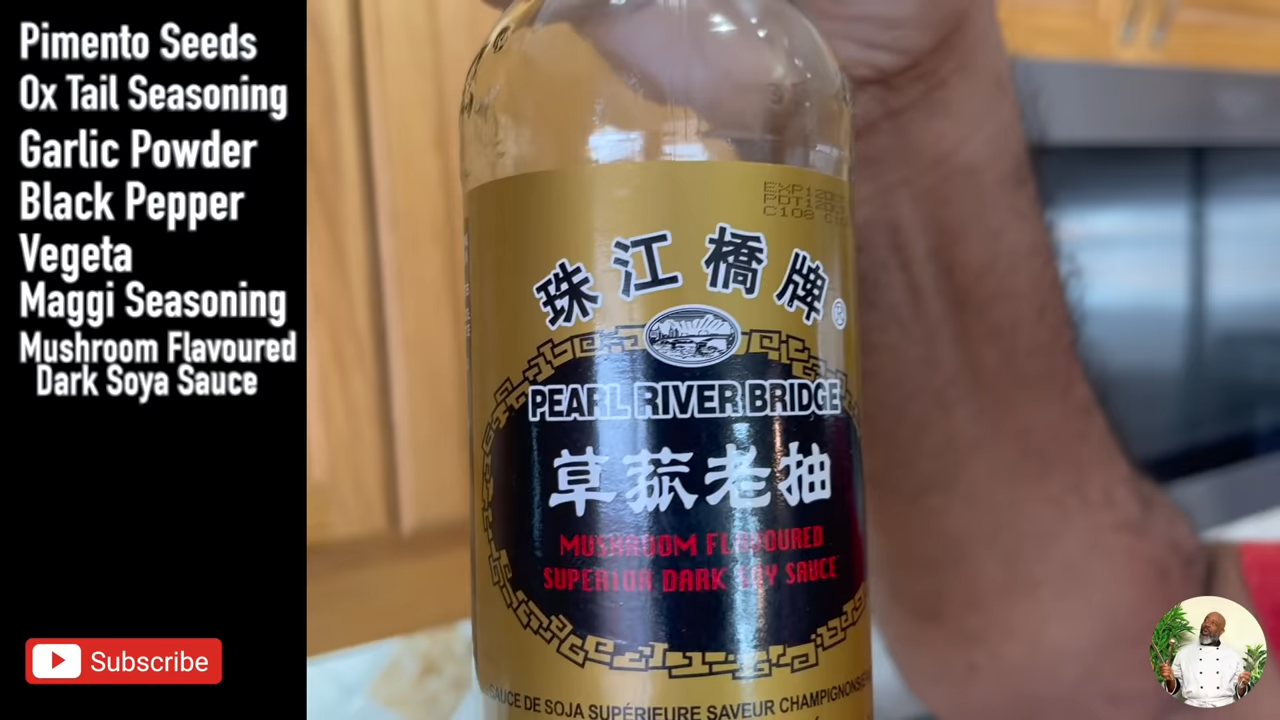 Pimento Seeds
Ox Tail Seasoning
Garlic Powder
Black Pepper
Vegeta
Maggi Seasoning
Mushroom Flavoured
Dark Soya Sauce
Subscribe
珠江橋牌
PEARL RIVER BRIDGE
草菰老抽
MUSHROOM FLAVOURED
SUPERIOR DARK SOY SAUCE
SAUCE DE SOJA SUPÉRIEURE SAVEUR CHAMPIGNONS